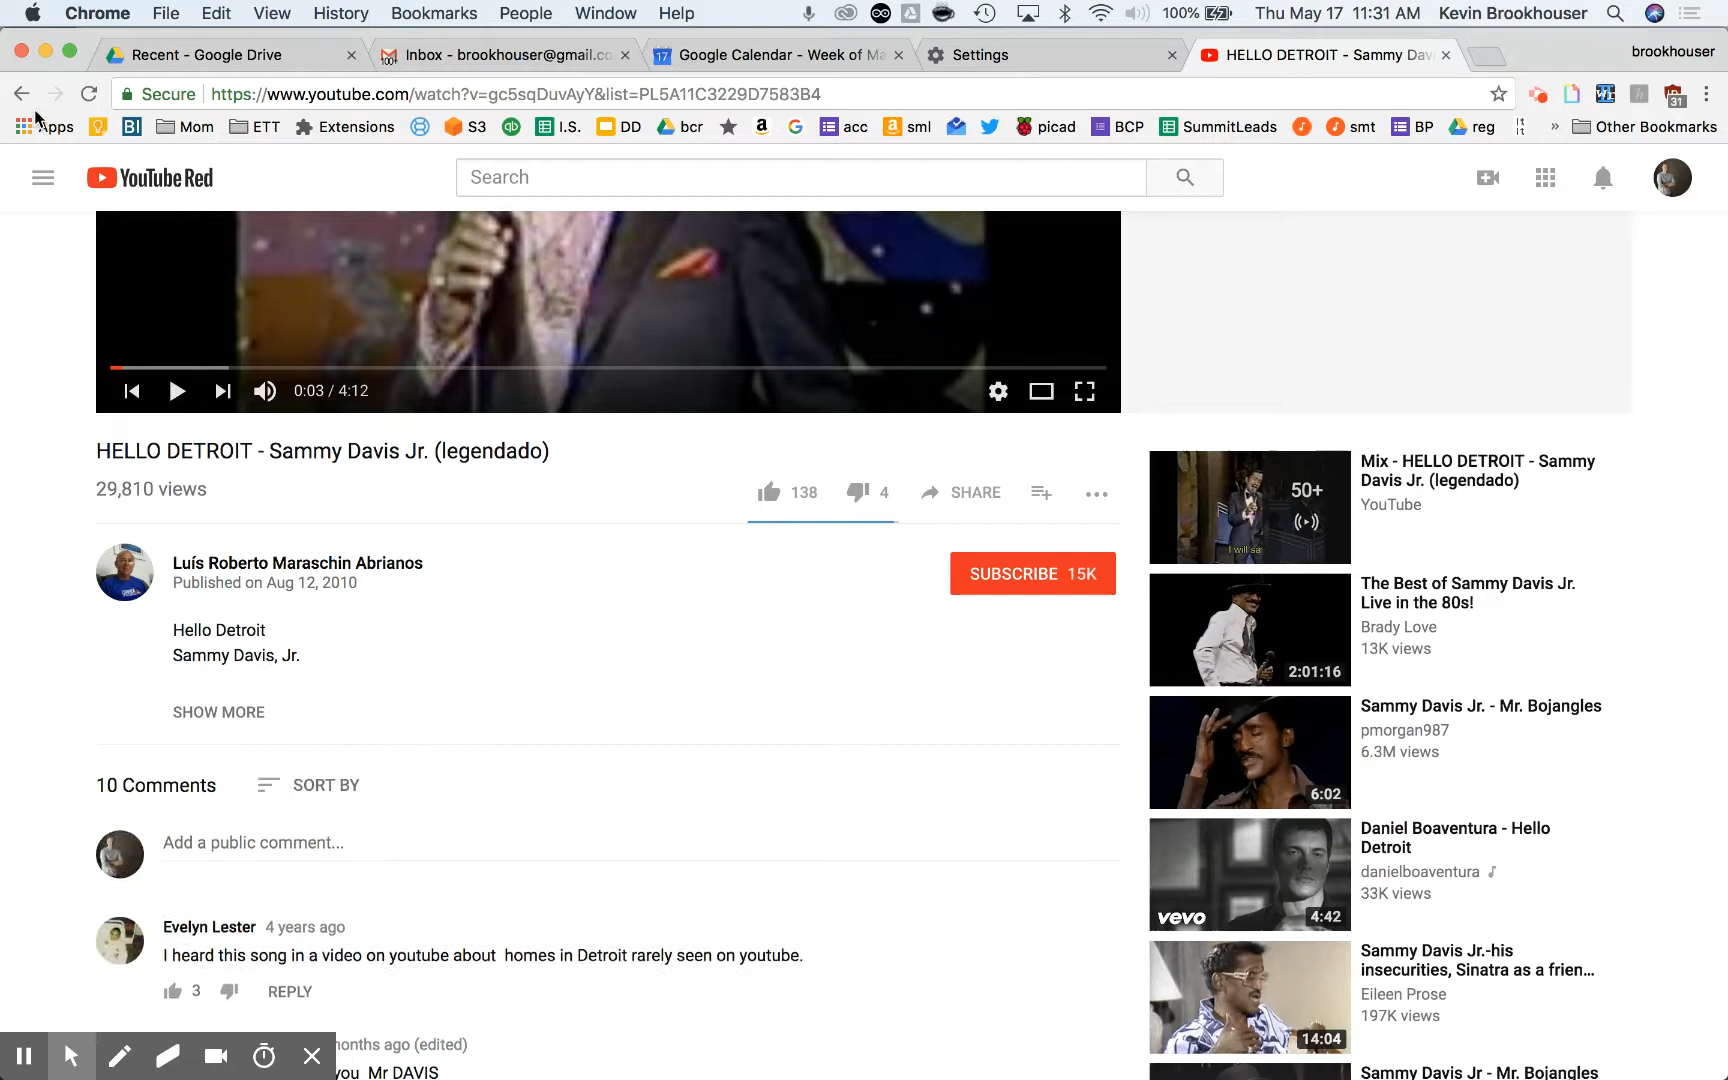 Chrome File Edit View History Bookmarks People Window Help 100% Thu May 17 11:31 AM Kevin Brookhouser
Recent - Google Drive
Inbox - brookhouser@gmail.co
Google Calendar - Week of Ma
Settings
HELLO DETROIT - Sammy Dav
brookhouser
Secure https://www.youtube.com/watch?v=gc5sqDuvAyY&list=PL5A11C3229D7583B4
31
Apps BI Mom ETT Extensions S3 I.S. DD bcr acc sml picad BCP SummitLeads smt BP reg Other Bookmarks
YouTube Red
Search
0:03 / 4:12
HELLO DETROIT - Sammy Davis Jr. (legendado)
29,810 views
138 4 SHARE
Luís Roberto Maraschin Abrianos
Published on Aug 12, 2010
SUBSCRIBE 15K
Hello Detroit
Sammy Davis, Jr.
SHOW MORE
10 Comments SORT BY
Add a public comment...
Evelyn Lester 4 years ago
I heard this song in a video on youtube about homes in Detroit rarely seen on youtube.
3 REPLY
onths ago (edited)
you Mr DAVIS
50+
I will sa
Mix - HELLO DETROIT - Sammy
Davis Jr. (legendado)
YouTube
2:01:16
The Best of Sammy Davis Jr.
Live in the 80s!
Brady Love
13K views
6:02
Sammy Davis Jr. - Mr. Bojangles
pmorgan987
6.3M views
vevo 4:42
Daniel Boaventura - Hello
Detroit
danielboaventura
33K views
14:04
Sammy Davis Jr.-his
insecurities, Sinatra as a frien...
Eileen Prose
197K views
Sammy Davis Jr - Mr. Bojangles